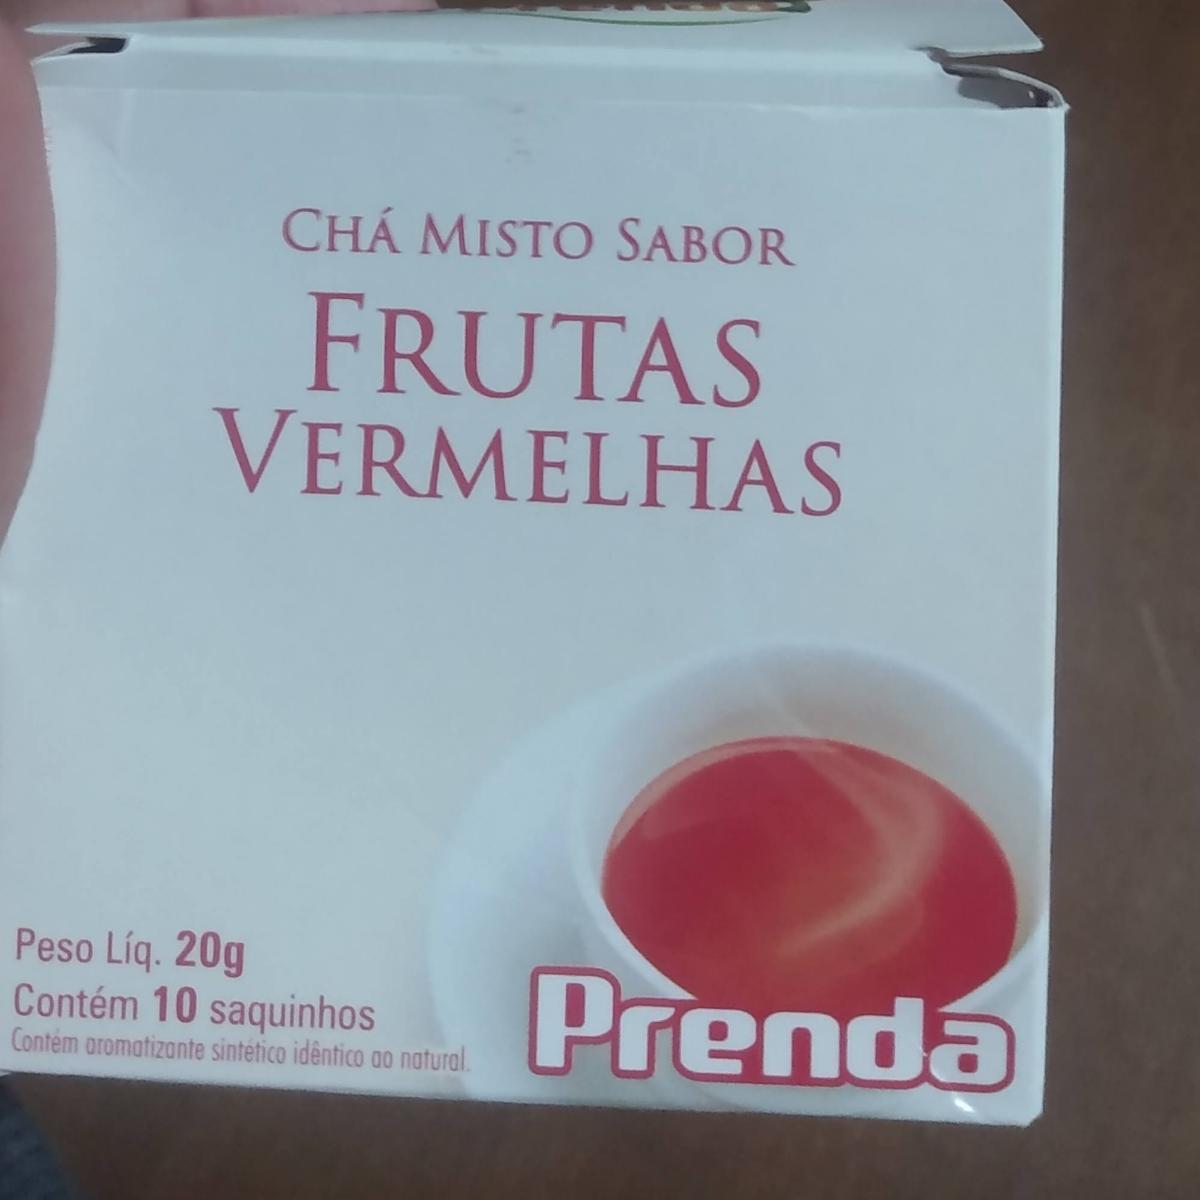 CHÁ MISTO SABOR
FRUTAS
VERMELHAS
Peso Líq. 20g
Contém 10 saquinhos
Contém aromatizante sintético idêntico ao natural.
Prenda